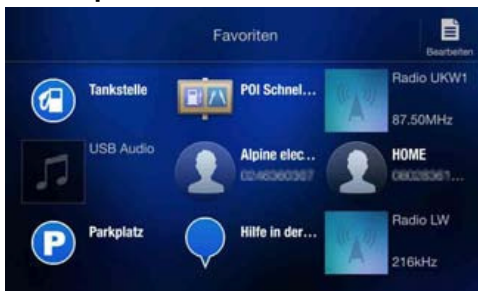 Favoriten
Bearbeiten
Tankstelle
POI Schnel...
Radio UKW1
87.50MHz
USB Audio
Alpine elec...
HOME
P
Parkplatz
Hilfe in der...
Radio LW
216kHz